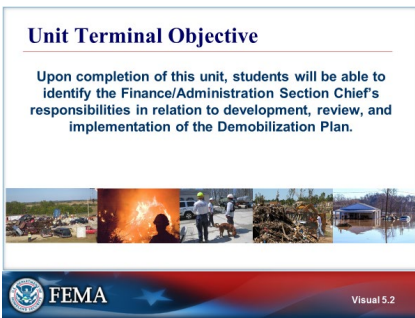 Unit Terminal Objective
Upon completion of this unit, students will be able to
identify the Finance/Administration Section Chief's
responsibilities in relation to development, review, and
implementation of the Demobilization Plan.
FEMA
Visual 5.2